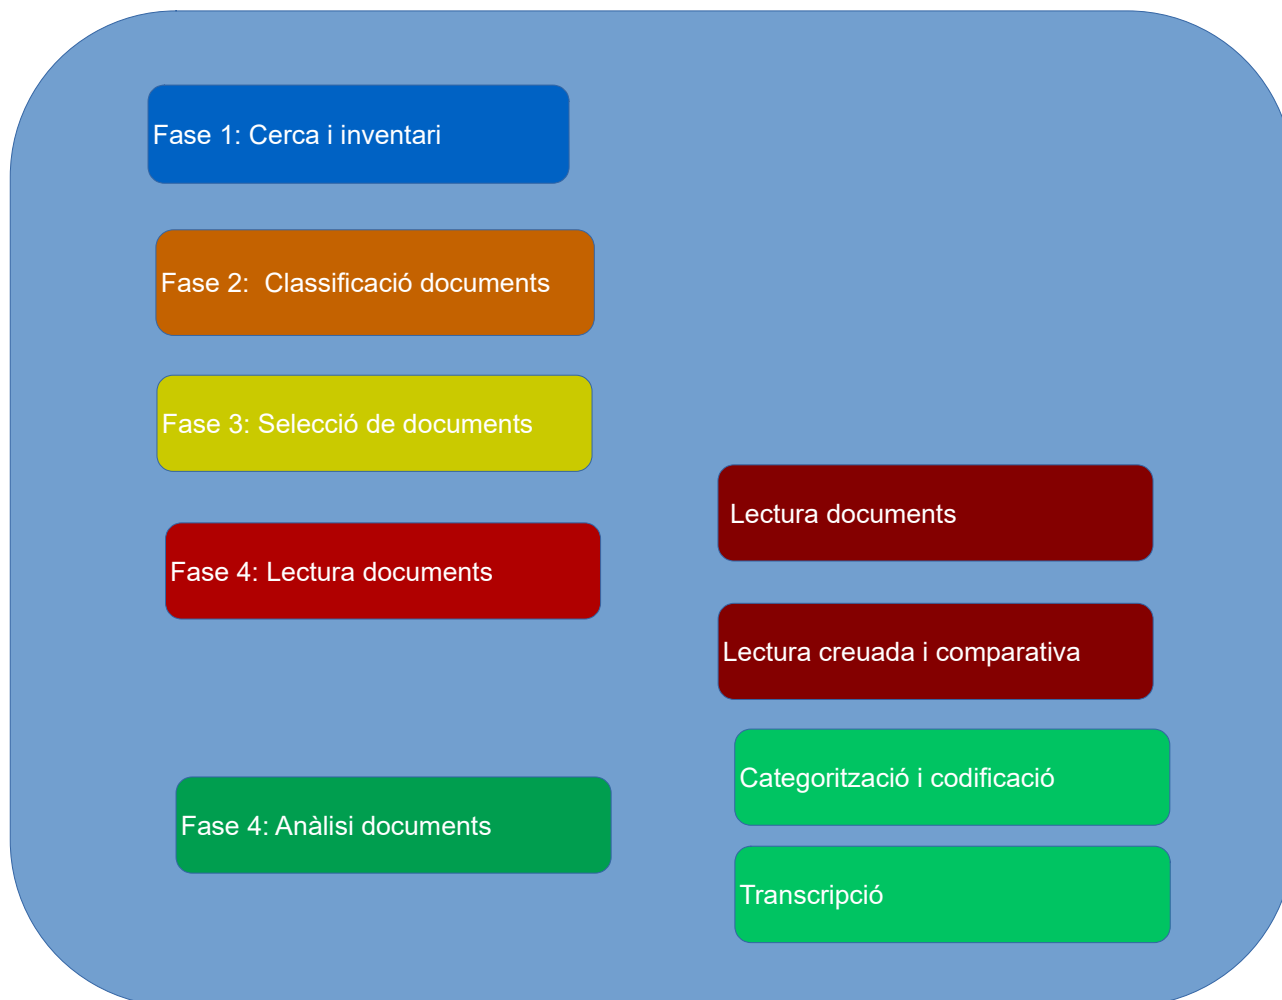 Fase 1: Cerca i inventari
Fase 2:  Classificació documents
Fase 3: Selecció de documents
Fase 4: Lectura documents
Lectura documents
Lectura creuada i comparativa
Fase 4: Anàlisi documents
Categorització i codificació
Transcripció